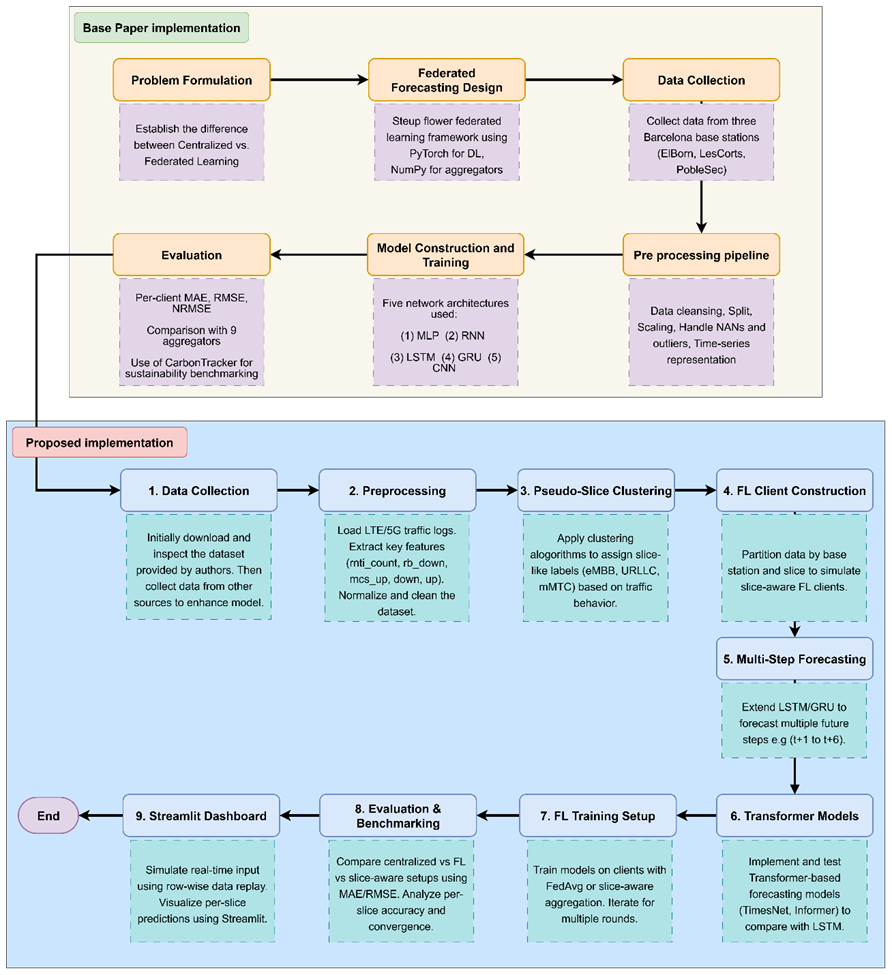 Base Paper implementation
Problem Formulation
Establish the difference
between Centralized vs.
Federated Learning
Federated
Forecasting Design
Steup flower federated
learning framework using
PyTorch for DL,
NumPy for aggregators
Data Collection
Collect data from three
Barcelona base stations
(ElBorn, LesCorts,
PobleSec)
Pre processing pipeline
Data cleansing, Split,
Scaling, Handle NANs and
outliers, Time-series
representation
Model Construction and
Training
Five network architectures
used:
(1) MLP (2) RNN
(3) LSTM (4) GRU (5)
CNN
Evaluation
Per-client MAE, RMSE,
NRMSE
Comparison with 9
aggregators
Use of CarbonTracker for
sustainability benchmarking
Proposed implementation
1. Data Collection
Initially download and
inspect the dataset
provided by authors. Then
collect data from other
sources to enhance model.
2. Preprocessing
Load LTE/5G traffic logs.
Extract key features
(rnti_count, rb_down,
mcs_up, down, up).
Normalize and clean the
dataset.
3. Pseudo-Slice Clustering
Apply clustering
alogorithms to assign slice-
like labels (eMBB, URLLC,
mMTC) based on traffic
behavior.
4. FL Client Construction
Partition data by base
station and slice to simulate
slice-aware FL clients.
5. Multi-Step Forecasting
Extend LSTM/GRU to
forecast multiple future
steps e.g (t+1 to t+6).
6. Transformer Models
Implement and test
Transformer-based
forecasting models
(TimesNet, Informer) to
compare with LSTM.
7. FL Training Setup
Train models on clients with
FedAvg or slice-aware
aggregation. Iterate for
multiple rounds.
8. Evaluation &
Benchmarking
Compare centralized vs FL
vs slice-aware setups using
MAE/RMSE. Analyze per-
slice accuracy and
convergence.
9. Streamlit Dashboard
Simulate real-time input
using row-wise data replay.
Visualize per-slice
predictions using Streamlit.
End